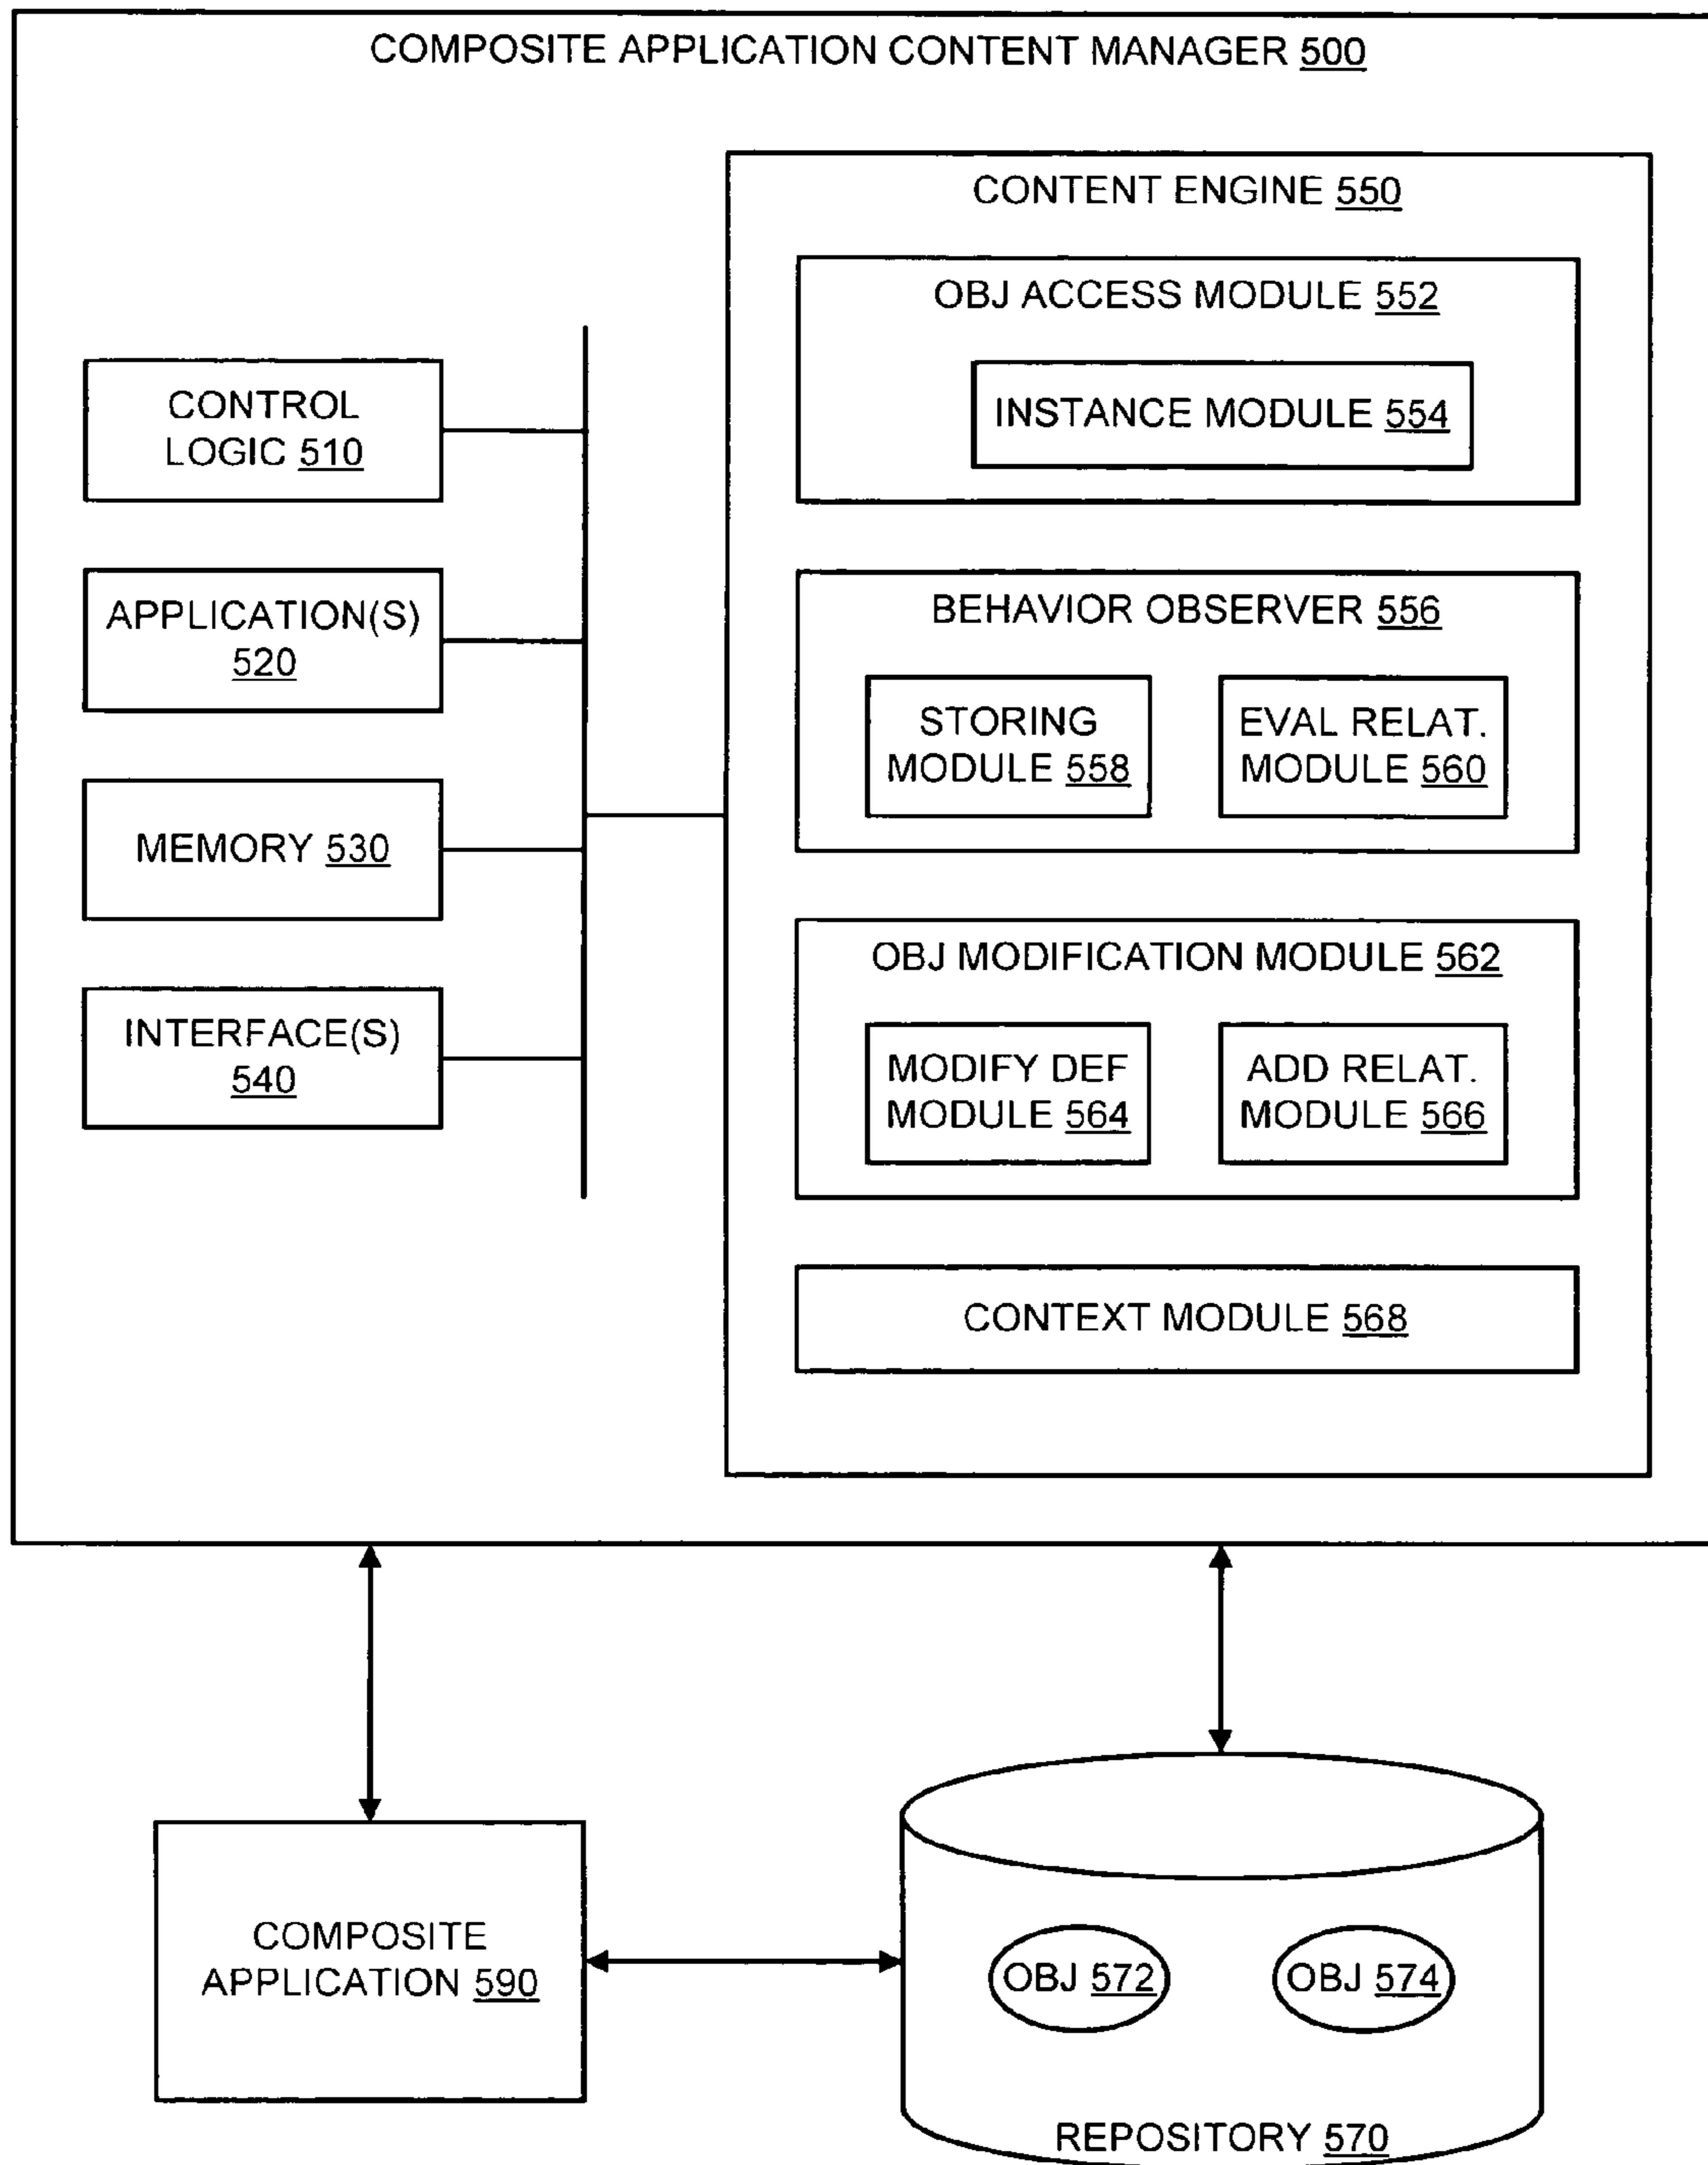 COMPOSITE APPLICATION CONTENT MANAGER 500
CONTENT ENGINE 550
OBJ ACCESS MODULE 552
INSTANCE MODULE 554
CONTROL
LOGIC 510
APPLICATION(S)
520
MEMORY 530
INTERFACE(S)
540
BEHAVIOR OBSERVER 556
STORING
MODULE 558
EVAL RELAT.
MODULE 560
OBJ MODIFICATION MODULE 562
MODIFY DEF
MODULE 564
ADD RELAT.
MODULE 566
CONTEXT MODULE 568
COMPOSITE
APPLICATION 590
OBJ 572
OBJ 574
REPOSITORY 570